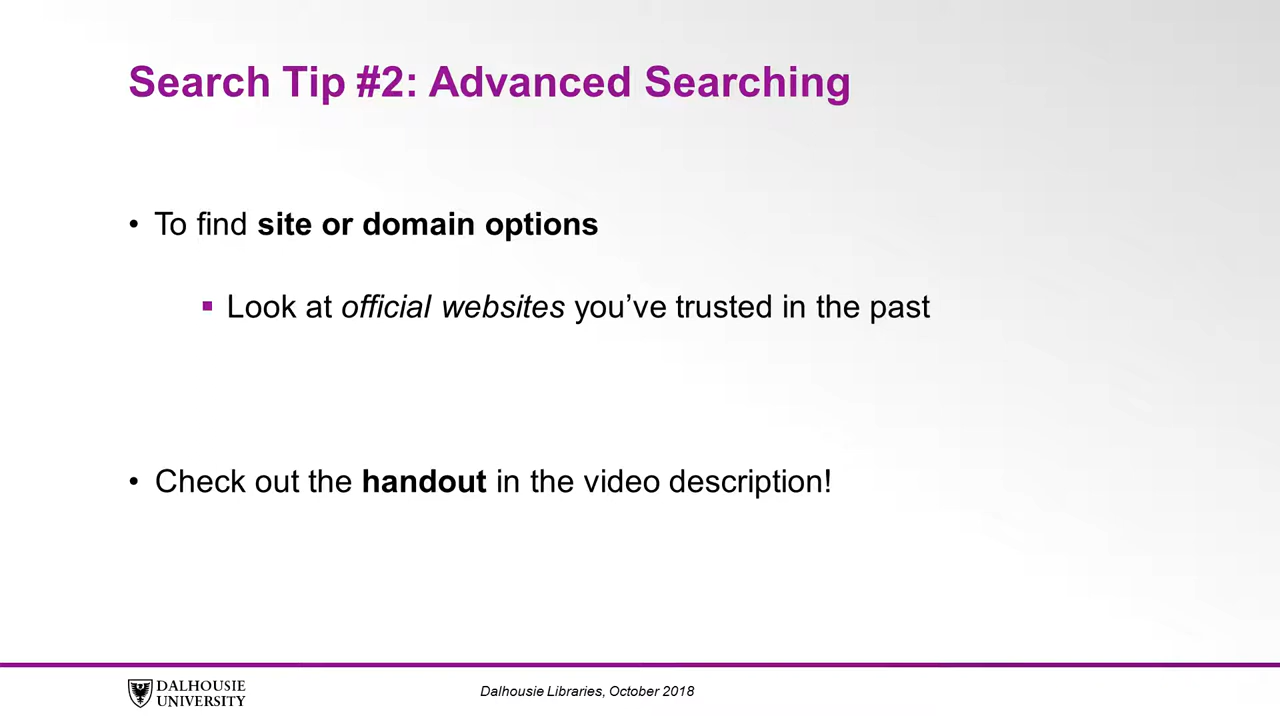 Search Tip #2: Advanced Searching
• To find site or domain options
▪ Look at official websites you’ve trusted in the past
• Check out the handout in the video description!
DALHOUSIE
UNIVERSITY
Dalhousie Libraries, October 2018